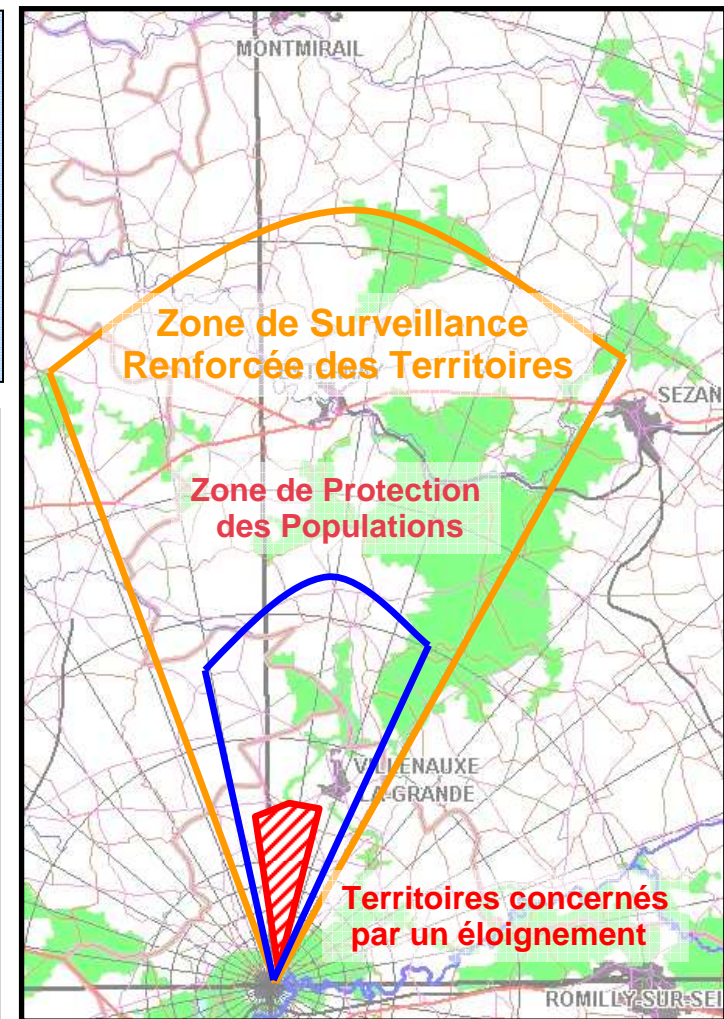 MONTMIRAIL
Zone de Surveillance
Renforcée des Territoires
SEZAN
Zone de Protection
des Populations
VILLENAUXE
A-GRANDE
Territoires concernés
par un éloignement
ROMILLY-SUR-SEI